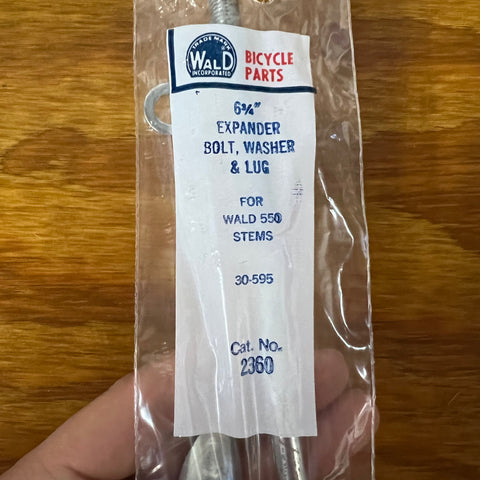 TRADE MARK
WALD
INCORPORATED
BICYCLE
PARTS
6¾"
EXPANDER
BOLT, WASHER
& LUG
FOR
WALD 550
STEMS
30-595
Cat. No.
2360